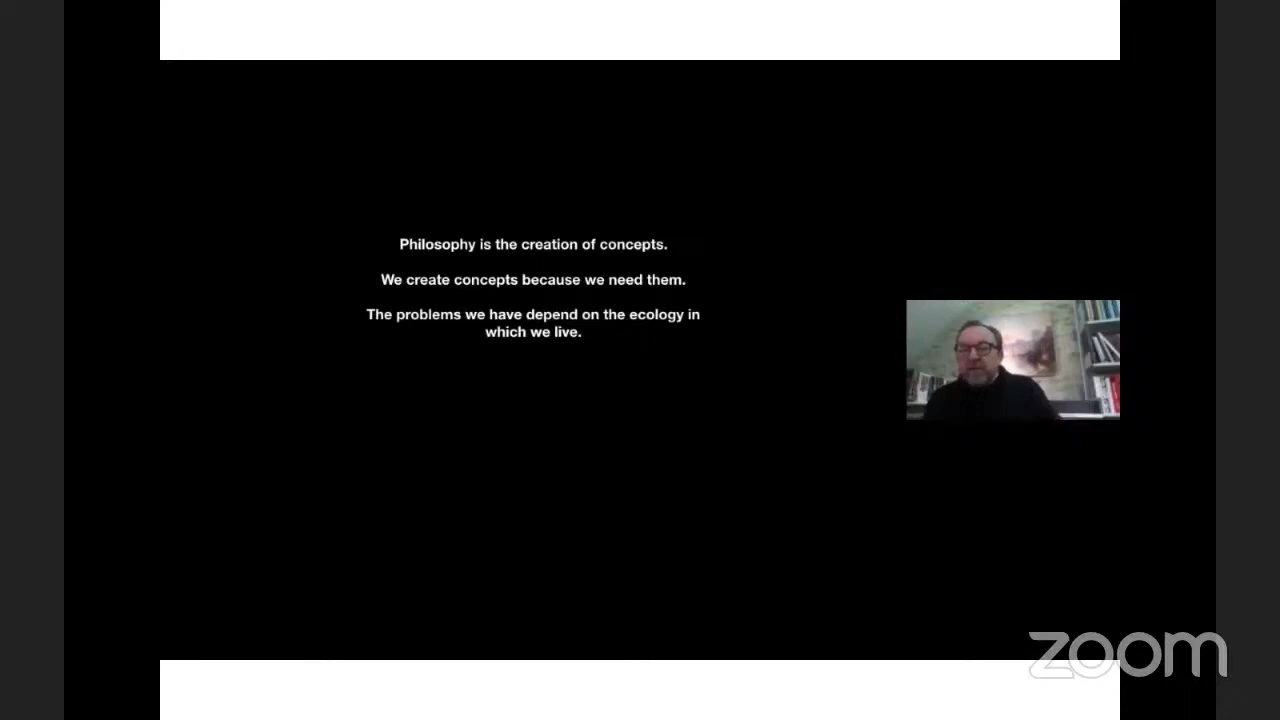 Philosophy is the creation of concepts.
We create concepts because we need them.
The problems we have depend on the ecology in
which we live.
zoom